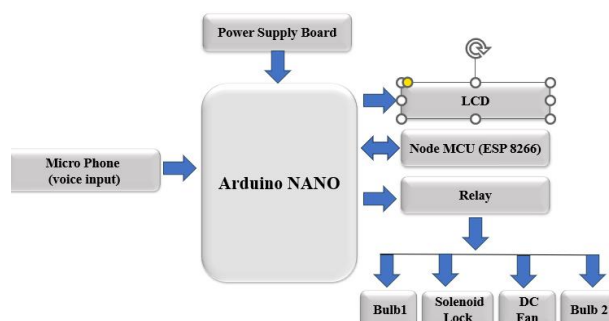 Power Supply Board
LCD
Micro Phone
(voice input)
Arduino NANO
Node MCU (ESP 8266)
Relay
Bulb1
Solenoid
Lock
DC
Fan
Bulb 2